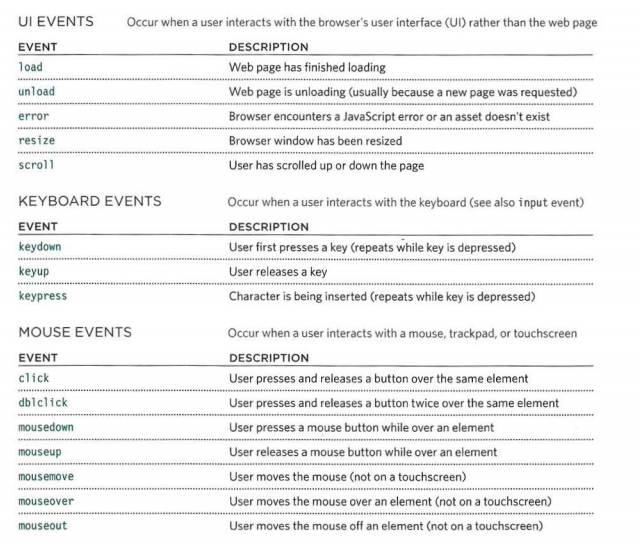 UI EVENTS Occur when a user interacts with the browser's user interface (UI) rather than the web page
EVENT DESCRIPTION
load Web page has finished loading
unload Web page is unloading (usually because a new page was requested)
error Browser encounters a JavaScript error or an asset doesn't exist
resize Browser window has been resized
scroll User has scrolled up or down the page
KEYBOARD EVENTS Occur when a user interacts with the keyboard (see also input event)
EVENT DESCRIPTION
keydown User first presses a key (repeats while key is depressed)
keyup User releases a key
keypress Character is being inserted (repeats while key is depressed)
MOUSE EVENTS Occur when a user interacts with a mouse, trackpad, or touchscreen
EVENT DESCRIPTION
click User presses and releases a button over the same element
dblclick User presses and releases a button twice over the same element
mousedown User presses a mouse button while over an element
mouseup User releases a mouse button while over an element
mousemove User moves the mouse (not on a touchscreen)
mouseover User moves the mouse over an element (not on a touchscreen)
mouseout User moves the mouse off an element (not on a touchscreen)